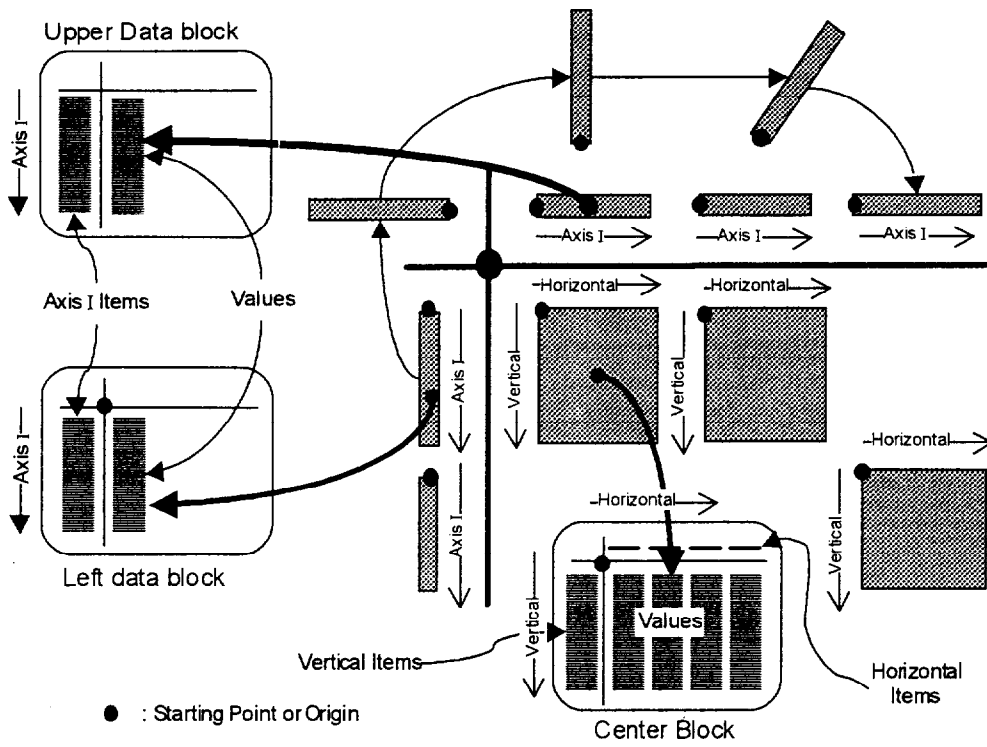 Upper Data block
Axis I
Axis I
Axis I
Axis I
Axis I Items
Values
Horizontal
Horizontal
Vertical
Axis I
Vertical
Axis I
Horizontal
Left data block
Axis I
Horizontal
Vertical
Vertical
Values
Vertical Items
Horizontal
Items
● : Starting Point or Origin
Center Block